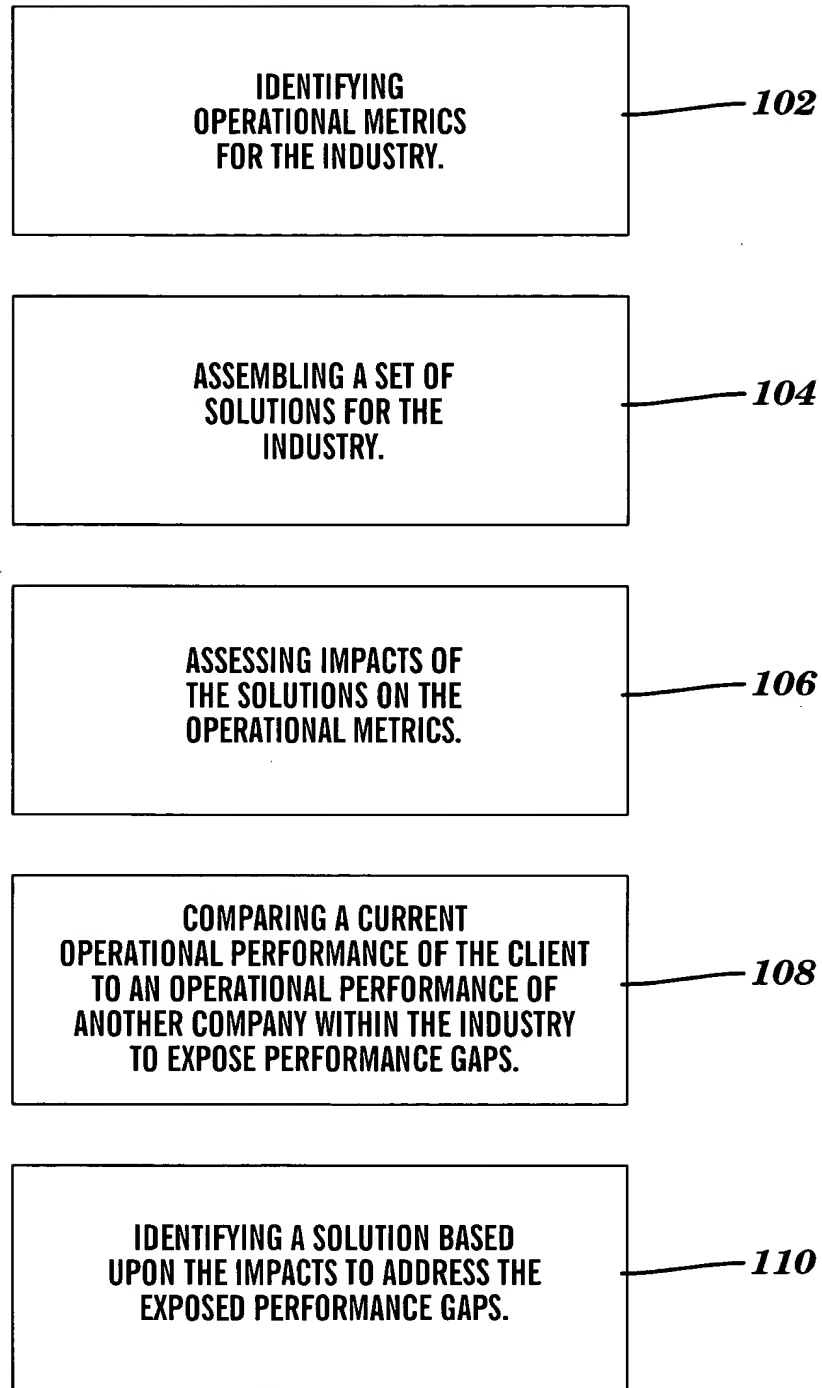 IDENTIFYING
OPERATIONAL METRICS
FOR THE INDUSTRY.
102
ASSEMBLING A SET OF
SOLUTIONS FOR THE
INDUSTRY.
104
ASSESSING IMPACTS OF
THE SOLUTIONS ON THE
OPERATIONAL METRICS.
106
COMPARING A CURRENT
OPERATIONAL PERFORMANCE OF THE CLIENT
TO AN OPERATIONAL PERFORMANCE OF
ANOTHER COMPANY WITHIN THE INDUSTRY
TO EXPOSE PERFORMANCE GAPS.
108
IDENTIFYING A SOLUTION BASED
UPON THE IMPACTS TO ADDRESS THE
EXPOSED PERFORMANCE GAPS.
110